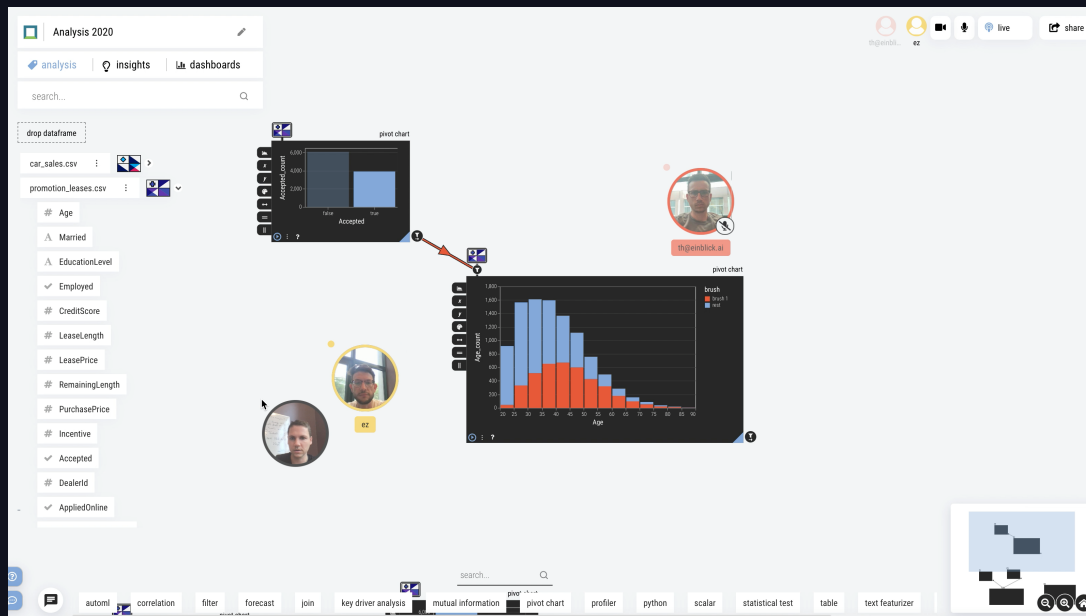 Analysis 2020
analysis
insights
dashboards
search...
drop dataframe
car_sales.csv
promotion_leases.csv
Age
Married
EducationLevel
Employed
CreditScore
LeaseLength
LeasePrice
RemainingLength
PurchasePrice
Incentive
Accepted
DealerId
AppliedOnline
pivot chart
Accepted_count
6,000
4,000
2,000
0
false
true
Accepted
?
pivot chart
Age_count
1,800
1,600
1,400
1,200
1,000
800
600
400
200
0
20 25 30 35 40 45 50 55 60 65 70 75 80 85 90
Age
brush
brush 1
rest
?
th@einbl...
ez
live
share
th@einblick.ai
ez
search...
automl
correlation
filter
forecast
join
key driver analysis
mutual information
pivot chart
profiler
python
scalar
statistical test
table
text featurizer